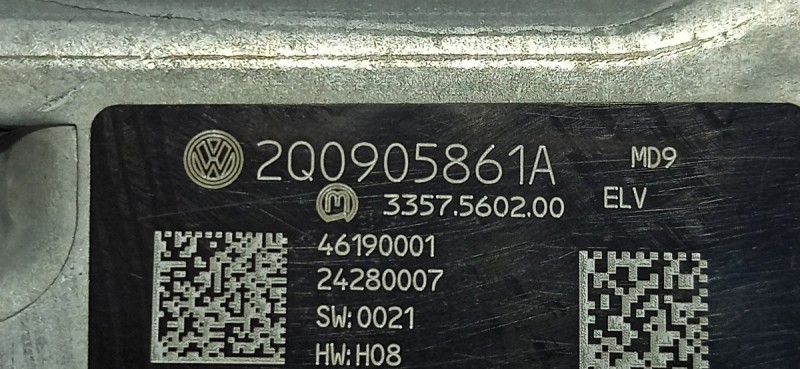 2Q0905861A MD9
3357.5602.00 ELV
46190001
24280007
SW:0021
HW:H08